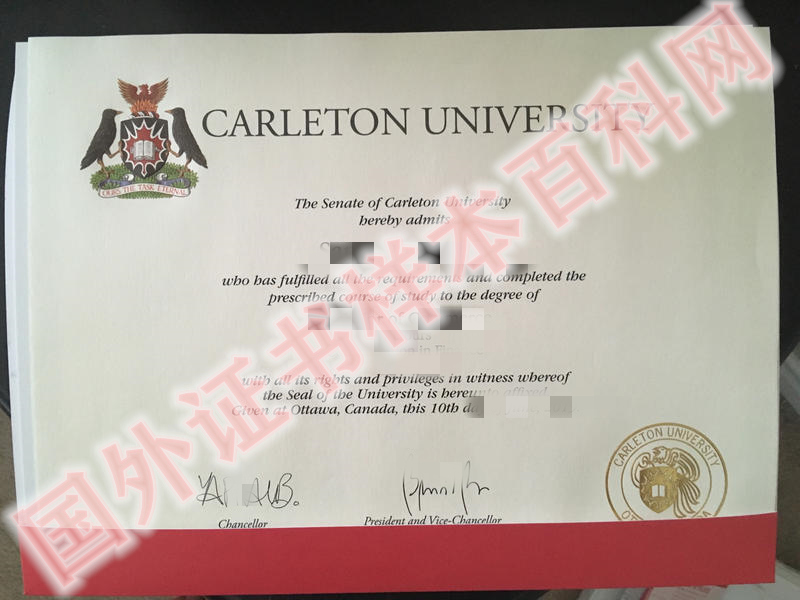 OURS THE TASK ETERNAL
CARLETON UNIVERSITY
The Senate of Carleton University
hereby admits
who has fulfilled all the requirements and completed the
prescribed course of study to the degree of
with all its rights and privileges in witness whereof
the Seal of the University is hereunto affixed
Given at Ottawa, Canada, this 10th
Chancellor
President and Vice-Chancellor
CARLETON UNIVERSITY
国外证书样本百科网